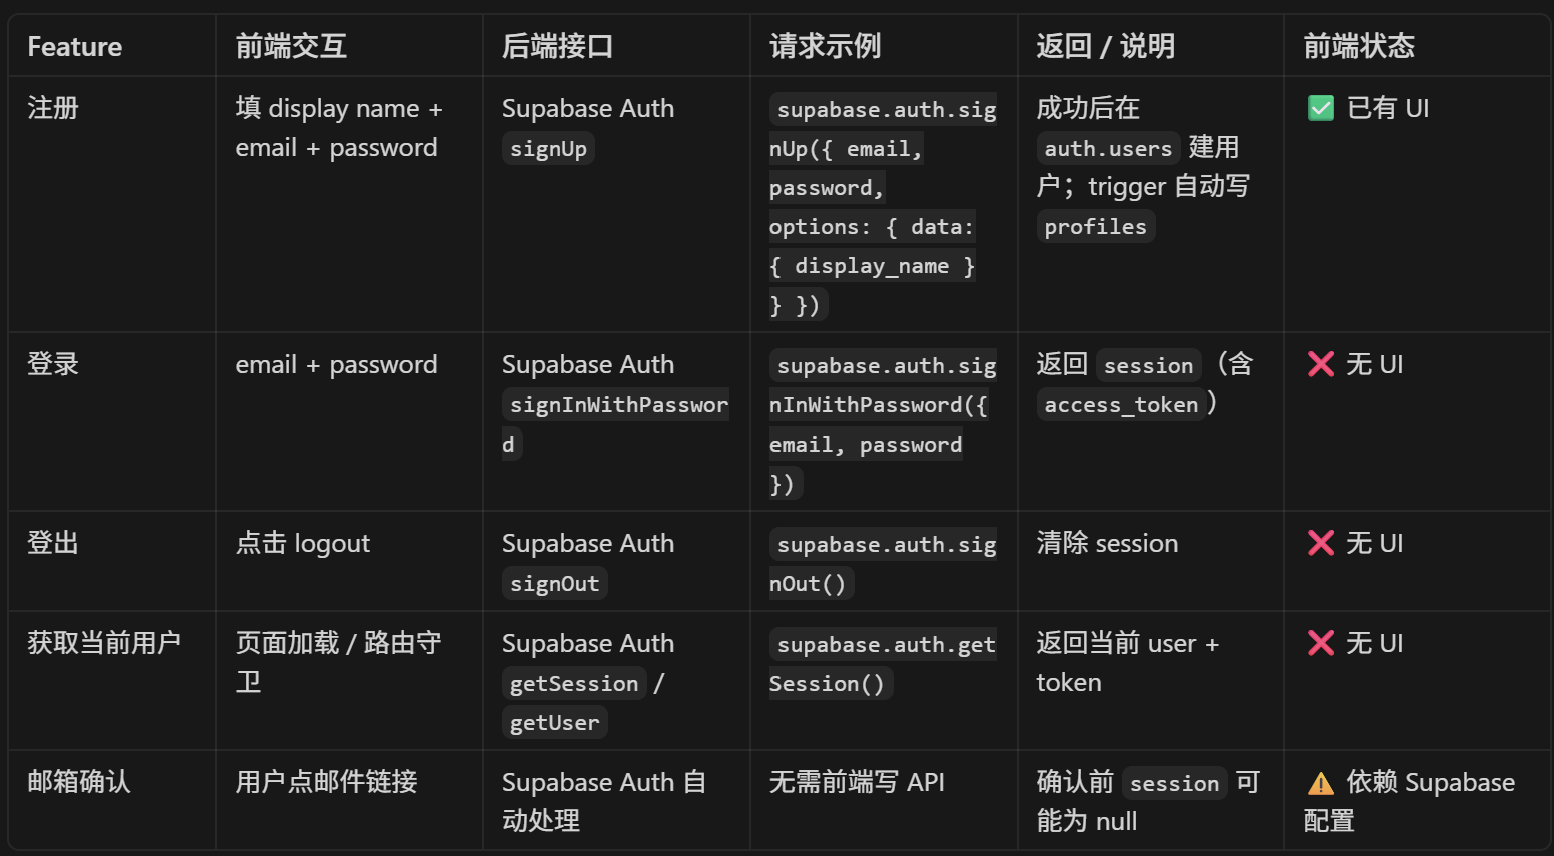 Feature
前端交互
后端接口
请求示例
返回 / 说明
前端状态
注册
填 display name +
email + password
Supabase Auth
signUp
supabase.auth.sig
nUp({ email,
password,
options: { data:
{ display_name }
} })
成功后在
auth.users 建用
户；trigger 自动写
profiles
✅ 已有 UI
登录
email + password
Supabase Auth
signInWithPasswor
d
supabase.auth.sig
nInWithPassword({
email, password
})
返回 session（含
access_token）
❌ 无 UI
登出
点击 logout
Supabase Auth
signOut
supabase.auth.sig
nOut()
清除 session
❌ 无 UI
获取当前用户
页面加载 / 路由守
卫
Supabase Auth
getSession /
getUser
supabase.auth.get
Session()
返回当前 user +
token
❌ 无 UI
邮箱确认
用户点邮件链接
Supabase Auth 自
动处理
无需前端写 API
确认前 session 可
能为 null
⚠️ 依赖 Supabase
配置